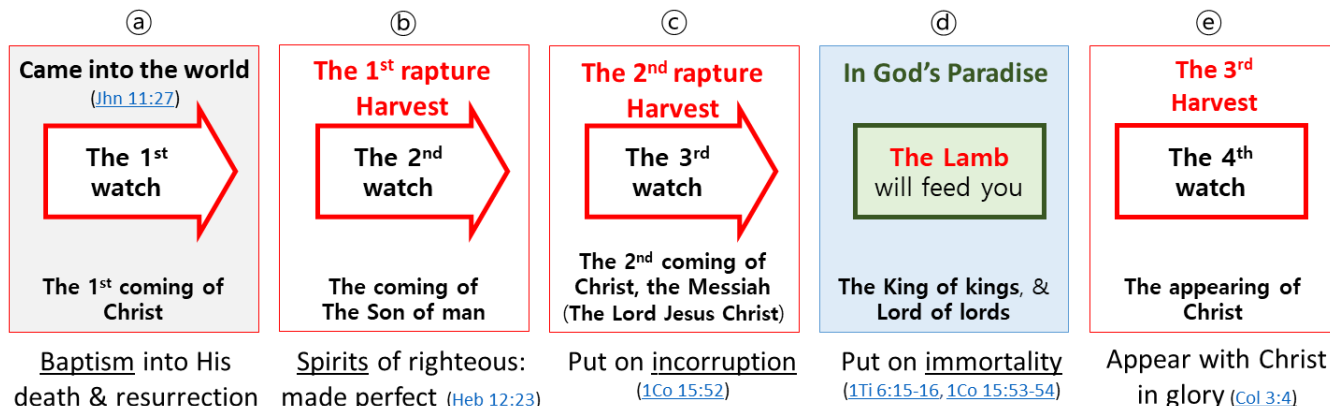 ⓐ
Came into the world
(Jhn 11:27)
The 1st
watch
The 1st coming of
Christ
Baptism into His
death & resurrection
ⓑ
The 1st rapture
Harvest
The 2nd
watch
The coming of
The Son of man
Spirits of righteous:
made perfect (Heb 12:23)
ⓒ
The 2nd rapture
Harvest
The 3rd
watch
The 2nd coming of
Christ, the Messiah
(The Lord Jesus Christ)
Put on incorruption
(1Co 15:52)
ⓓ
In God's Paradise
The Lamb
will feed you
The King of kings, &
Lord of lords
Put on immortality
(1Ti 6:15-16, 1Co 15:53-54)
ⓔ
The 3rd
Harvest
The 4th
watch
The appearing of
Christ
Appear with Christ
in glory (Col 3:4)